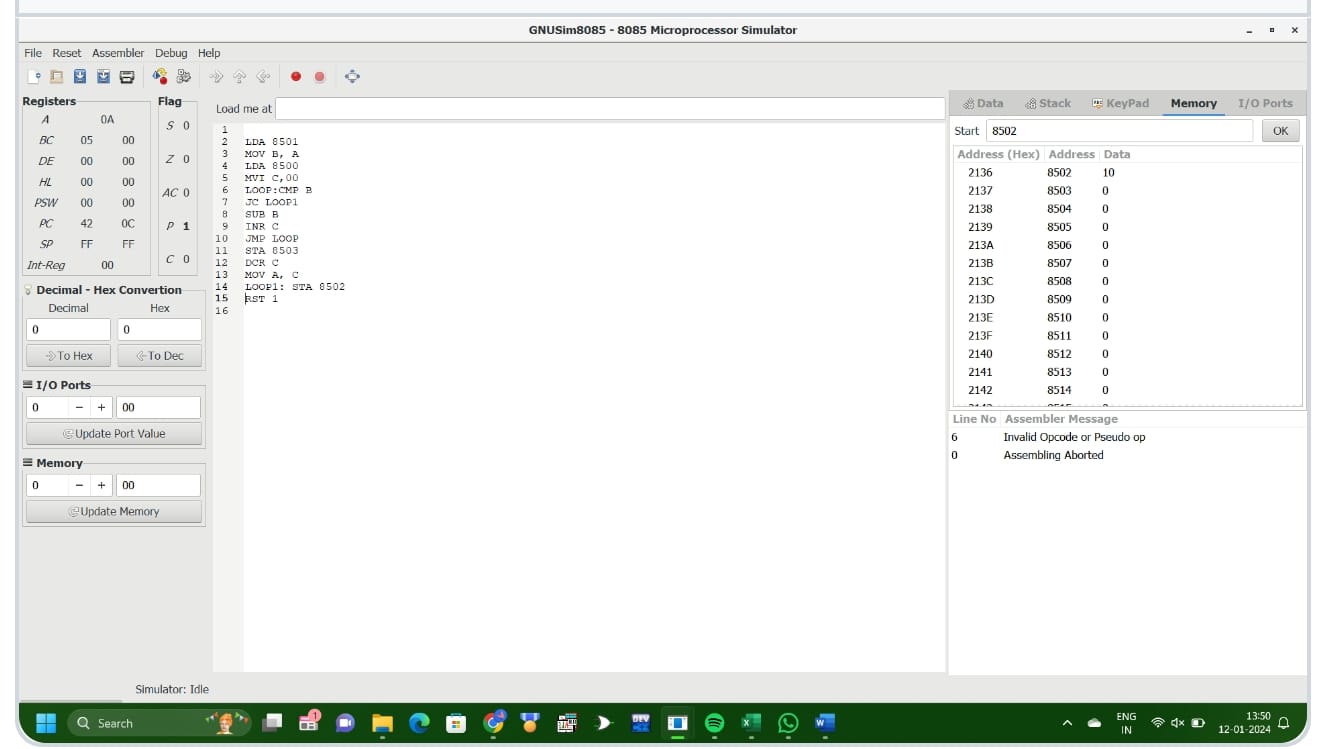 GNUSim8085 - 8085 Microprocessor Simulator
File Reset Assembler Debug Help
Registers
A 0A
BC 05 00
DE 00 00
HL 00 00
PSW 00 00
PC 42 0C
SP FF FF
Int-Reg 00
Flag
S 0
Z 0
AC 0
P 1
C 0
Decimal - Hex Convertion
Decimal Hex
0 0
To Hex To Dec
I/O Ports
0 - + 00
Update Port Value
Memory
0 - + 00
Update Memory
Load me at
1
2 LDA 8501
3 MOV B, A
4 LDA 8500
5 MVI C,00
6 LOOP:CMP B
7 JC LOOP1
8 SUB B
9 INR C
10 JMP LOOP
11 STA 8503
12 DCR C
13 MOV A, C
14 LOOP1: STA 8502
15 RST 1
16
Data Stack KeyPad Memory I/O Ports
Start 8502 OK
Address (Hex) Address Data
2136 8502 10
2137 8503 0
2138 8504 0
2139 8505 0
213A 8506 0
213B 8507 0
213C 8508 0
213D 8509 0
213E 8510 0
213F 8511 0
2140 8512 0
2141 8513 0
2142 8514 0
Line No Assembler Message
6 Invalid Opcode or Pseudo op
0 Assembling Aborted
Simulator: Idle
Search
1
DEV
ENG
IN
13:50
12-01-2024